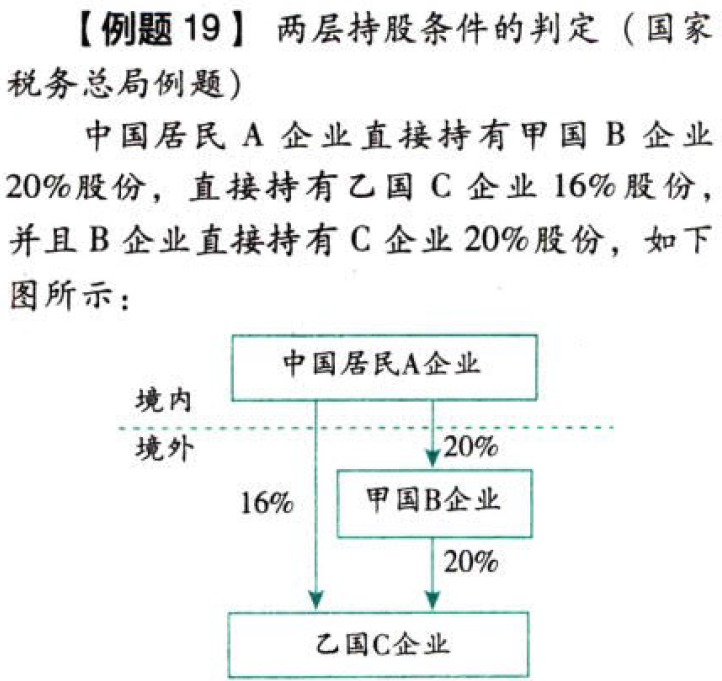 【例题 19】 两层持股条件的判定（国家
税务总局例题）
中国居民 A 企业直接持有甲国 B 企业
20%股份，直接持有乙国 C 企业 16%股份，
并且 B 企业直接持有 C 企业 20%股份，如下
图所示：
中国居民A企业
境内
境外
20%
16%
甲国B企业
20%
乙国C企业